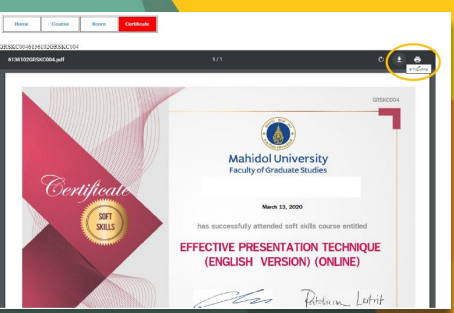 Home Course Score Certificate
GRSKC0046136102GRSKC004
6136102GRSKC004.pdf 1 / 1
GRSKC004
Mahidol University
Faculty of Graduate Studies
Certificate
SOFT
SKILLS
March 13, 2020
has successfully attended soft skills course entitled
EFFECTIVE PRESENTATION TECHNIQUE
(ENGLISH VERSION) (ONLINE)